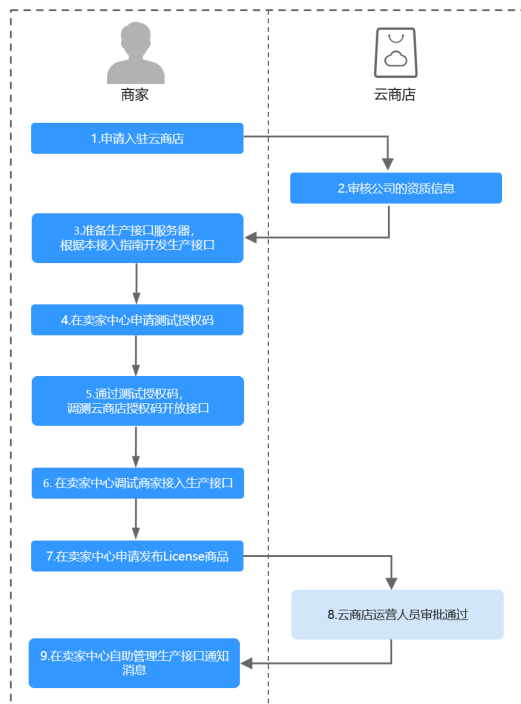 商家
云商店
1.申请入驻云商店
2.审核公司的资质信息
3.准备生产接口服务器，
根据本接入指南开发生产接口
4.在卖家中心申请测试授权码
5.通过测试授权码，
调测云商店授权码开放接口
6. 在卖家中心调试商家接入生产接口
7.在卖家中心申请发布License商品
8.云商店运营人员审批通过
9.在卖家中心自助管理生产接口通知
消息